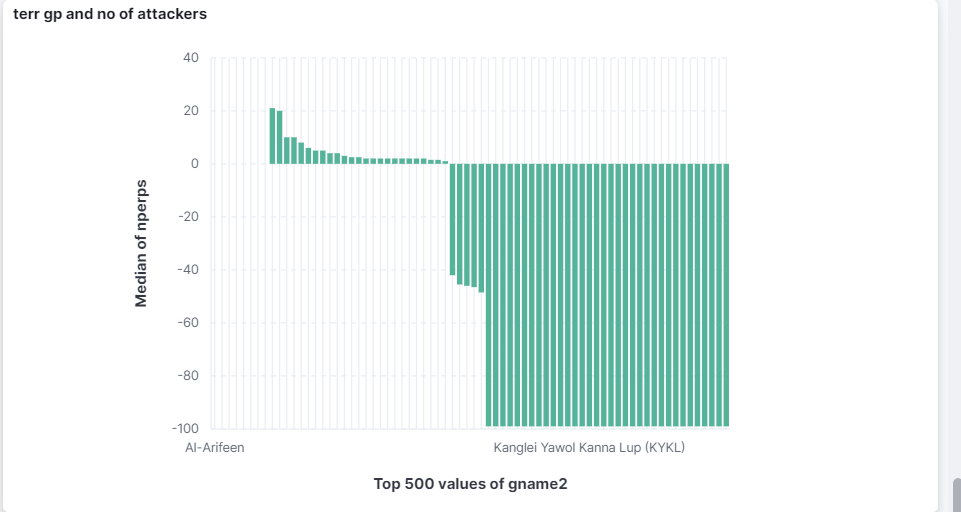 terr gp and no of attackers
40
20
0
-20
-40
-60
-80
-100
Median of nperps
Al-Arifeen
Kanglei Yawol Kanna Lup (KYKL)
Top 500 values of gname2